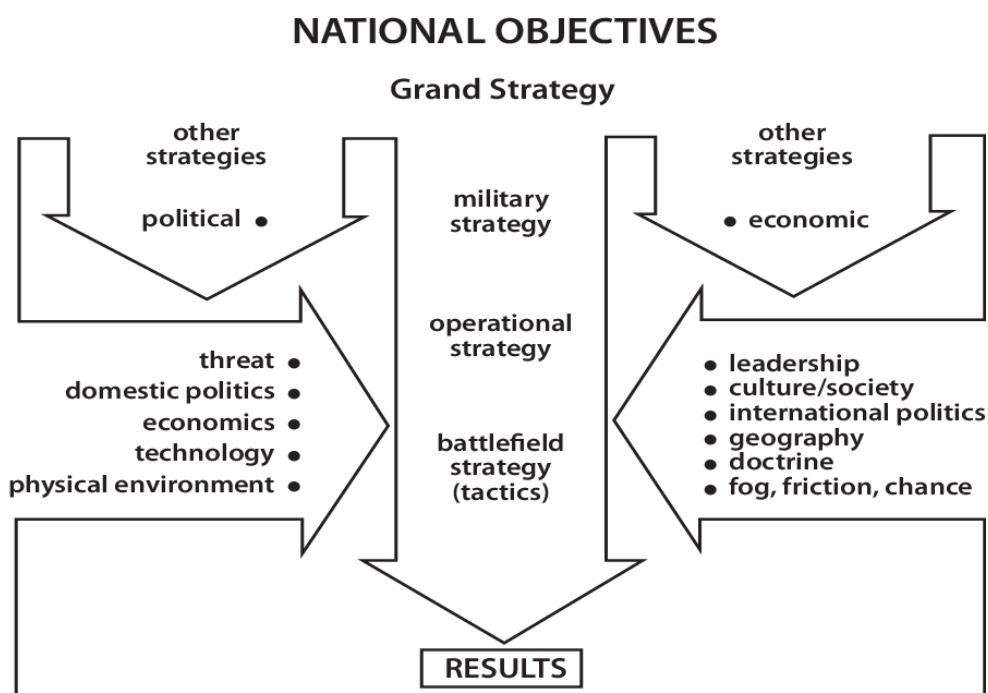 NATIONAL OBJECTIVES
Grand Strategy
other
strategies
political •
military
strategy
other
strategies
• economic
operational
strategy
threat •
domestic politics •
economics •
technology •
physical environment •
battlefield
strategy
(tactics)
• leadership
• culture/society
• international politics
• geography
• doctrine
• fog, friction, chance
RESULTS